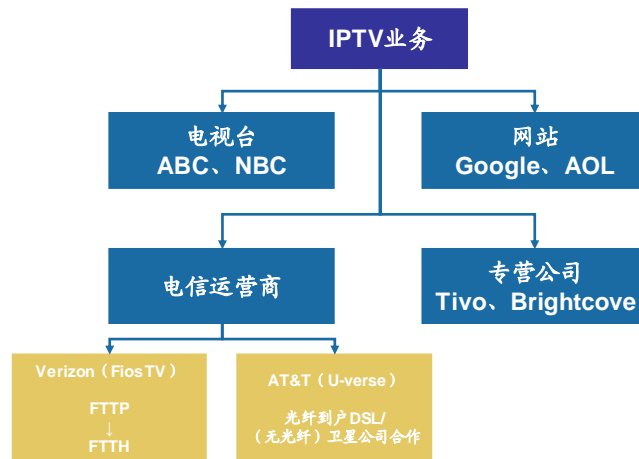 IPTV业务
电视台
ABC、NBC
网站
Google、AOL
电信运营商
专营公司
Tivo、Brightcove
Verizon（FiosTV）
FTTP
↓
FTTH
AT&T（U-verse）
光纤到户DSL/
（无光纤）卫星公司合作